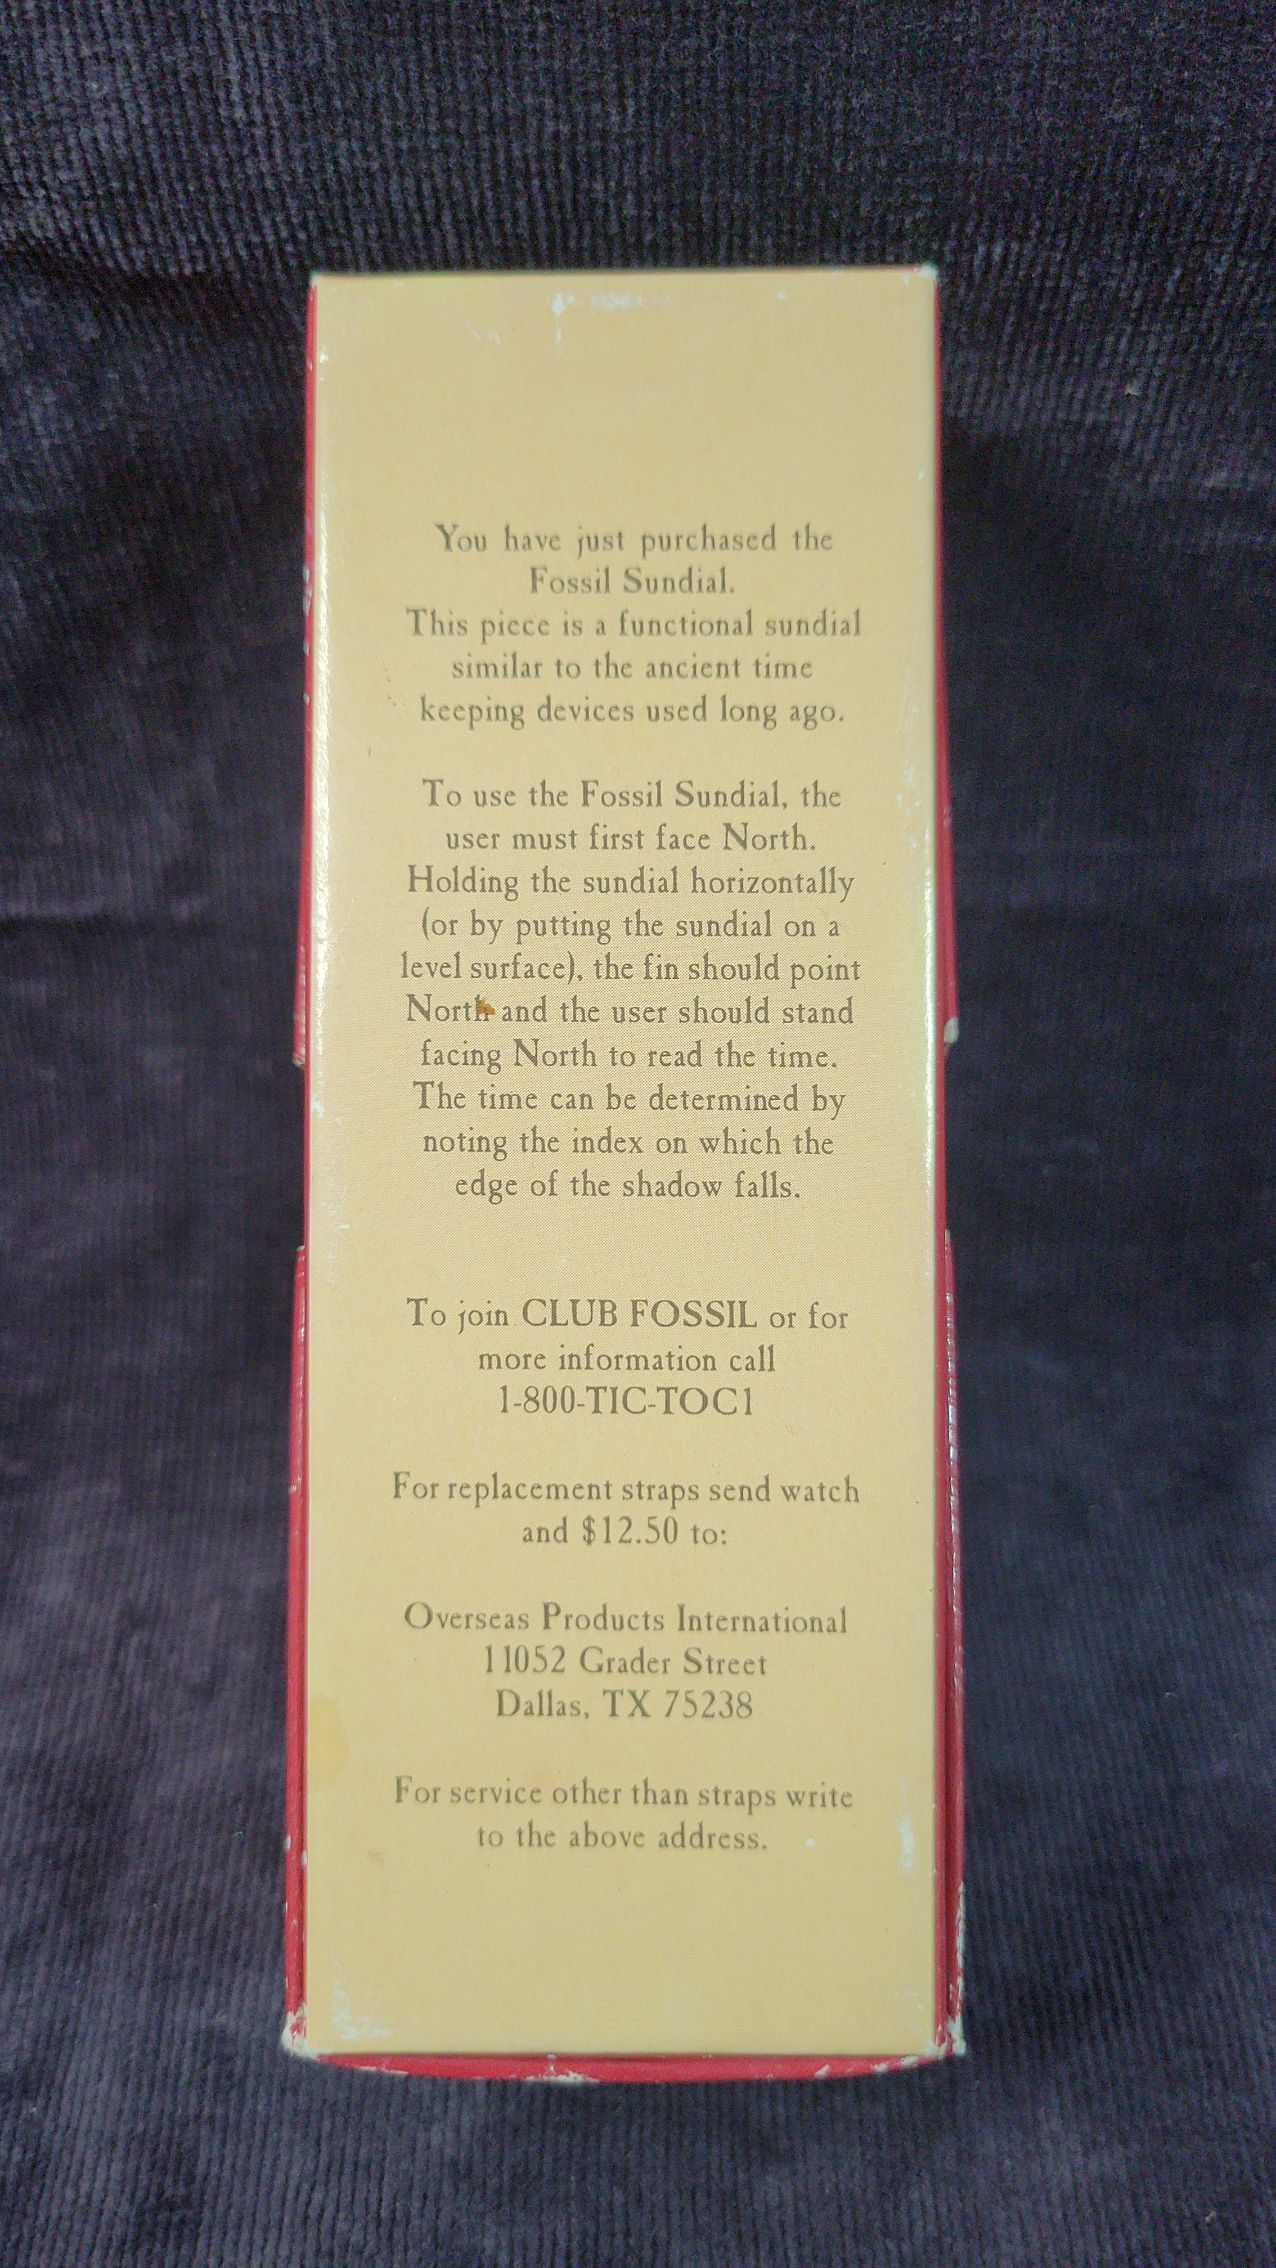 You have just purchased the
Fossil Sundial.
This piece is a functional sundial
similar to the ancient time
keeping devices used long ago.
To use the Fossil Sundial, the
user must first face North.
Holding the sundial horizontally
(or by putting the sundial on a
level surface), the fin should point
North and the user should stand
facing North to read the time.
The time can be determined by
noting the index on which the
edge of the shadow falls.
To join CLUB FOSSIL or for
more information call
1-800-TIC-TOC1
For replacement straps send watch
and $12.50 to:
Overseas Products International
11052 Grader Street
Dallas, TX 75238
For service other than straps write
to the above address.